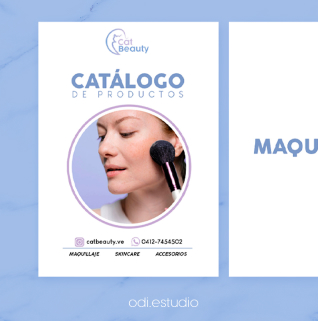 Cat
Beauty
CATÁLOGO
DE PRODUCTOS
catbeauty.ve 0412-7454502
MAQUILLAJE SKINCARE ACCESORIOS
MAQU
odi.estudio